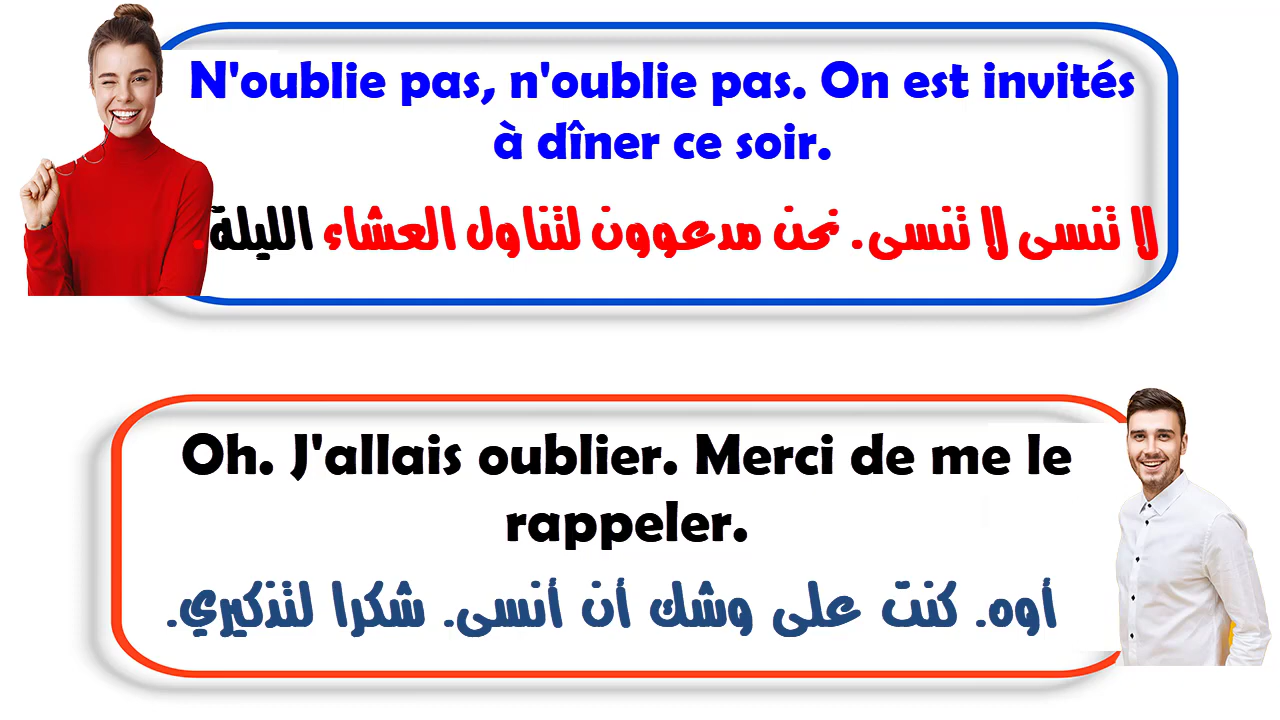 N'oublie pas, n'oublie pas. On est invités
à dîner ce soir.
لا تنسى لا تنسى. نحن مدعوون لتناول العشاء الليلة.
Oh. J'allais oublier. Merci de me le
rappeler.
أوه. كنت على وشك أن أنسى. شكرا لتذكيري.